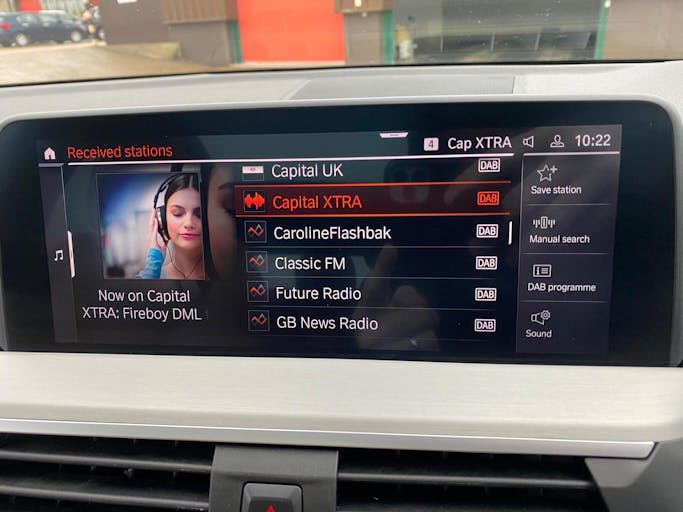 Received stations
4 Cap XTRA 10:22
Capital UK DAB
Capital XTRA DAB
CarolineFlashbak DAB
Classic FM DAB
Future Radio DAB
GB News Radio DAB
Now on Capital
XTRA: Fireboy DML
Save station
Manual search
DAB programme
Sound